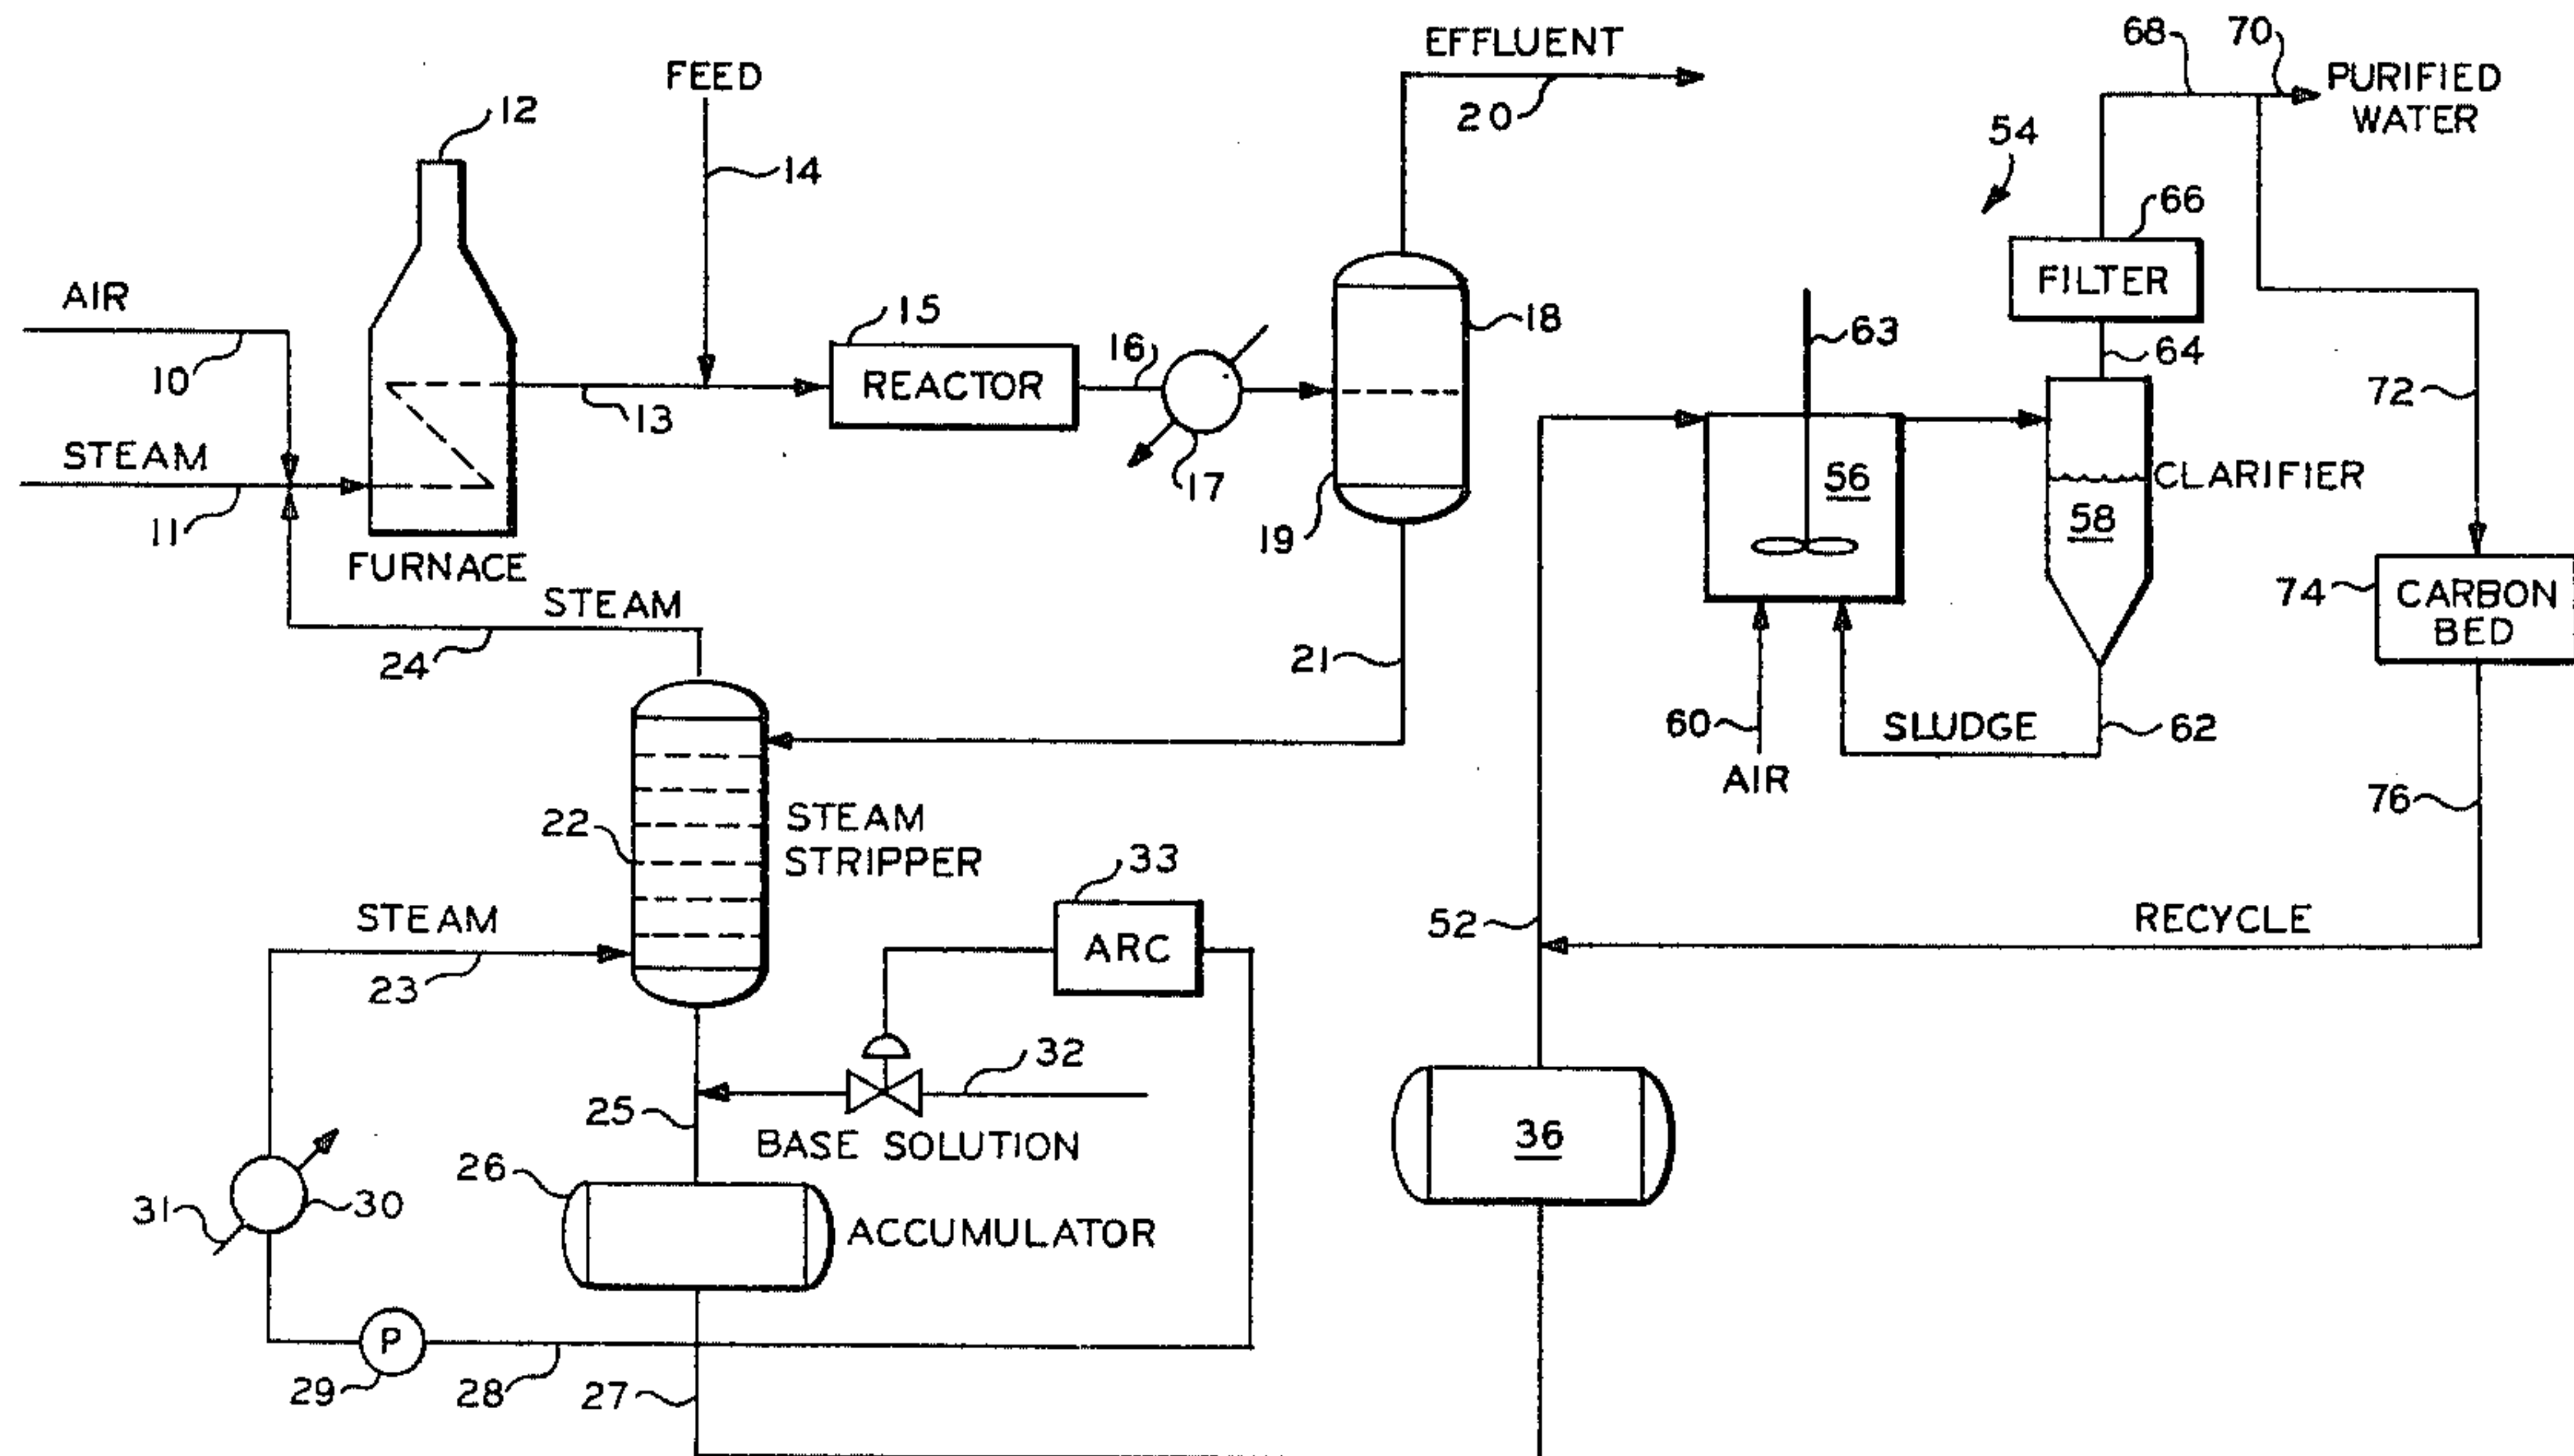 EFFLUENT
20
68
70
PURIFIED
WATER
FEED
12
14
54
66
FILTER
AIR
10
15
REACTOR
16
17
18
19
63
64
72
13
STEAM
11
FURNACE
56
CLARIFIER
58
74
CARBON
BED
STEAM
24
21
60
AIR
SLUDGE
62
76
22
STEAM
STRIPPER
33
ARC
STEAM
23
52
RECYCLE
32
25
BASE SOLUTION
36
26
ACCUMULATOR
31
30
P
29
28
27